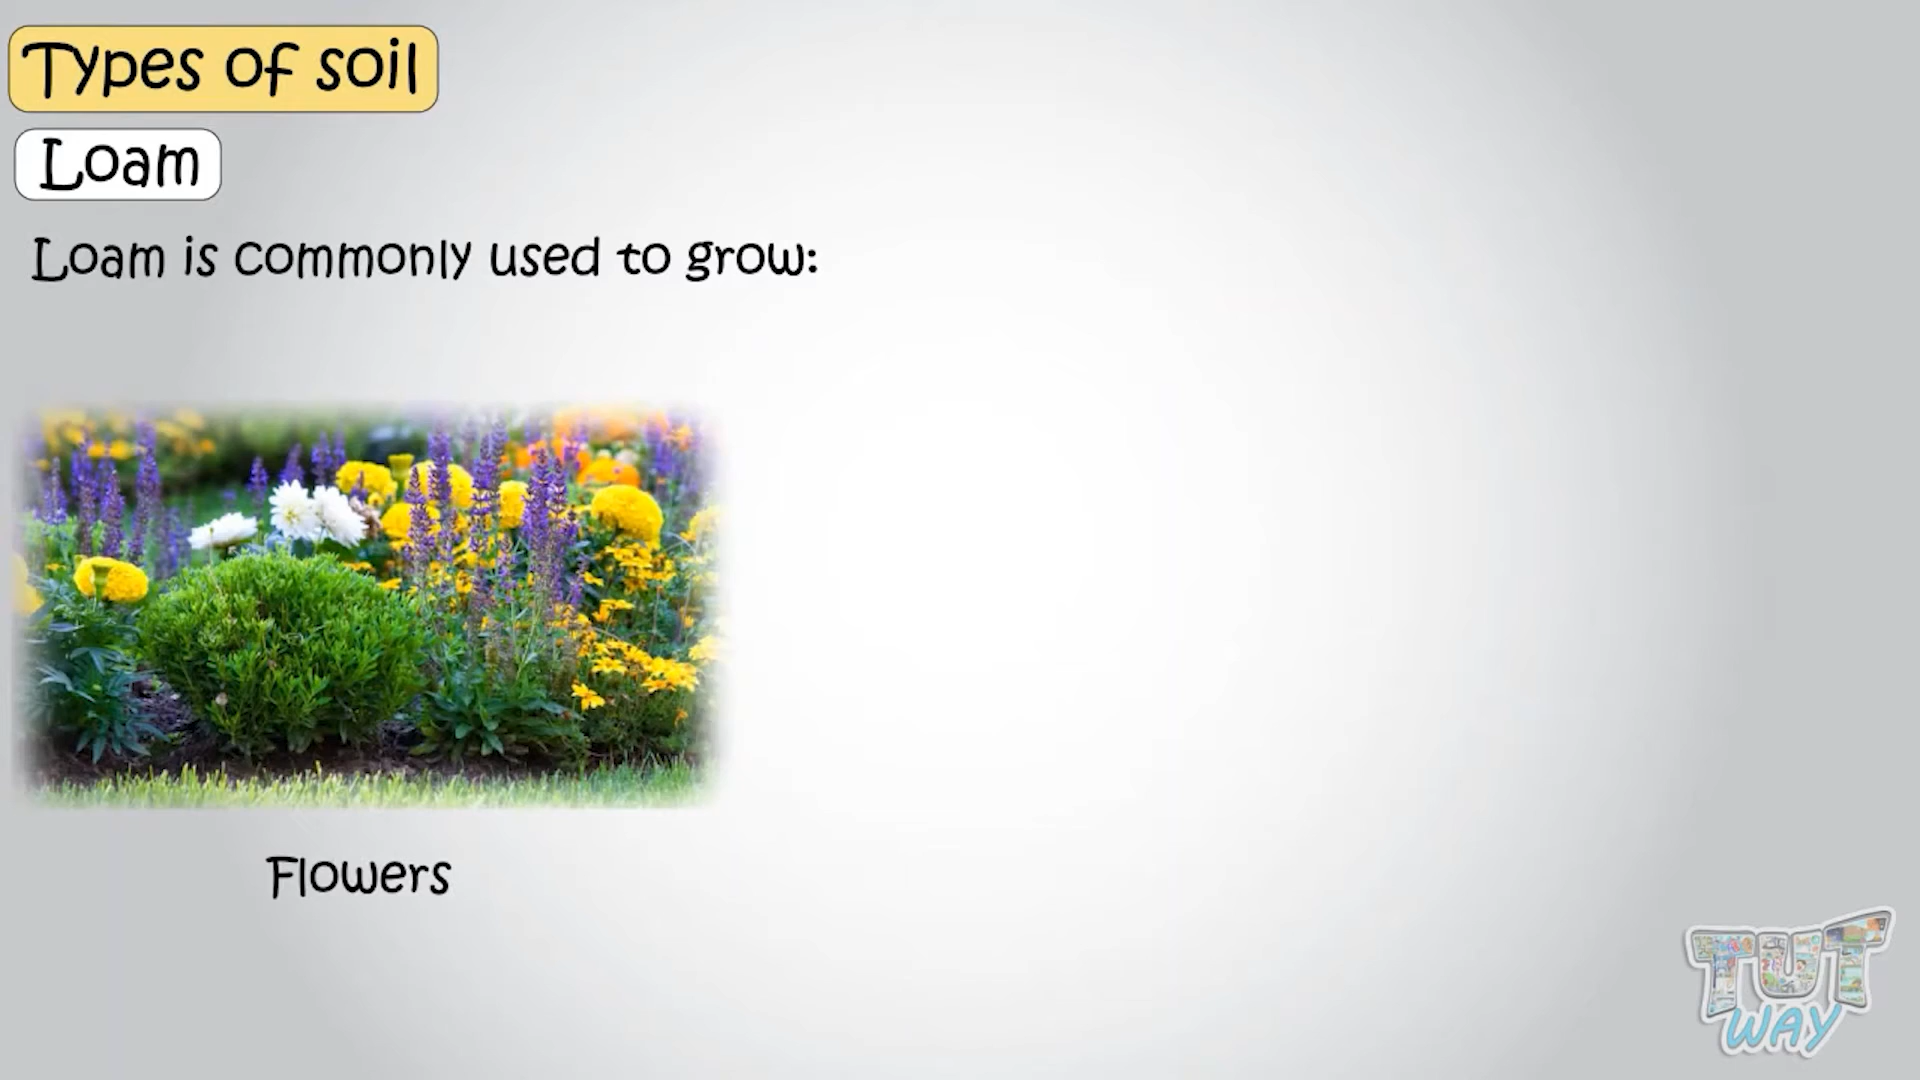 Types of soil
Loam
Loam is commonly used to grow:
Flowers
TUT
WAY